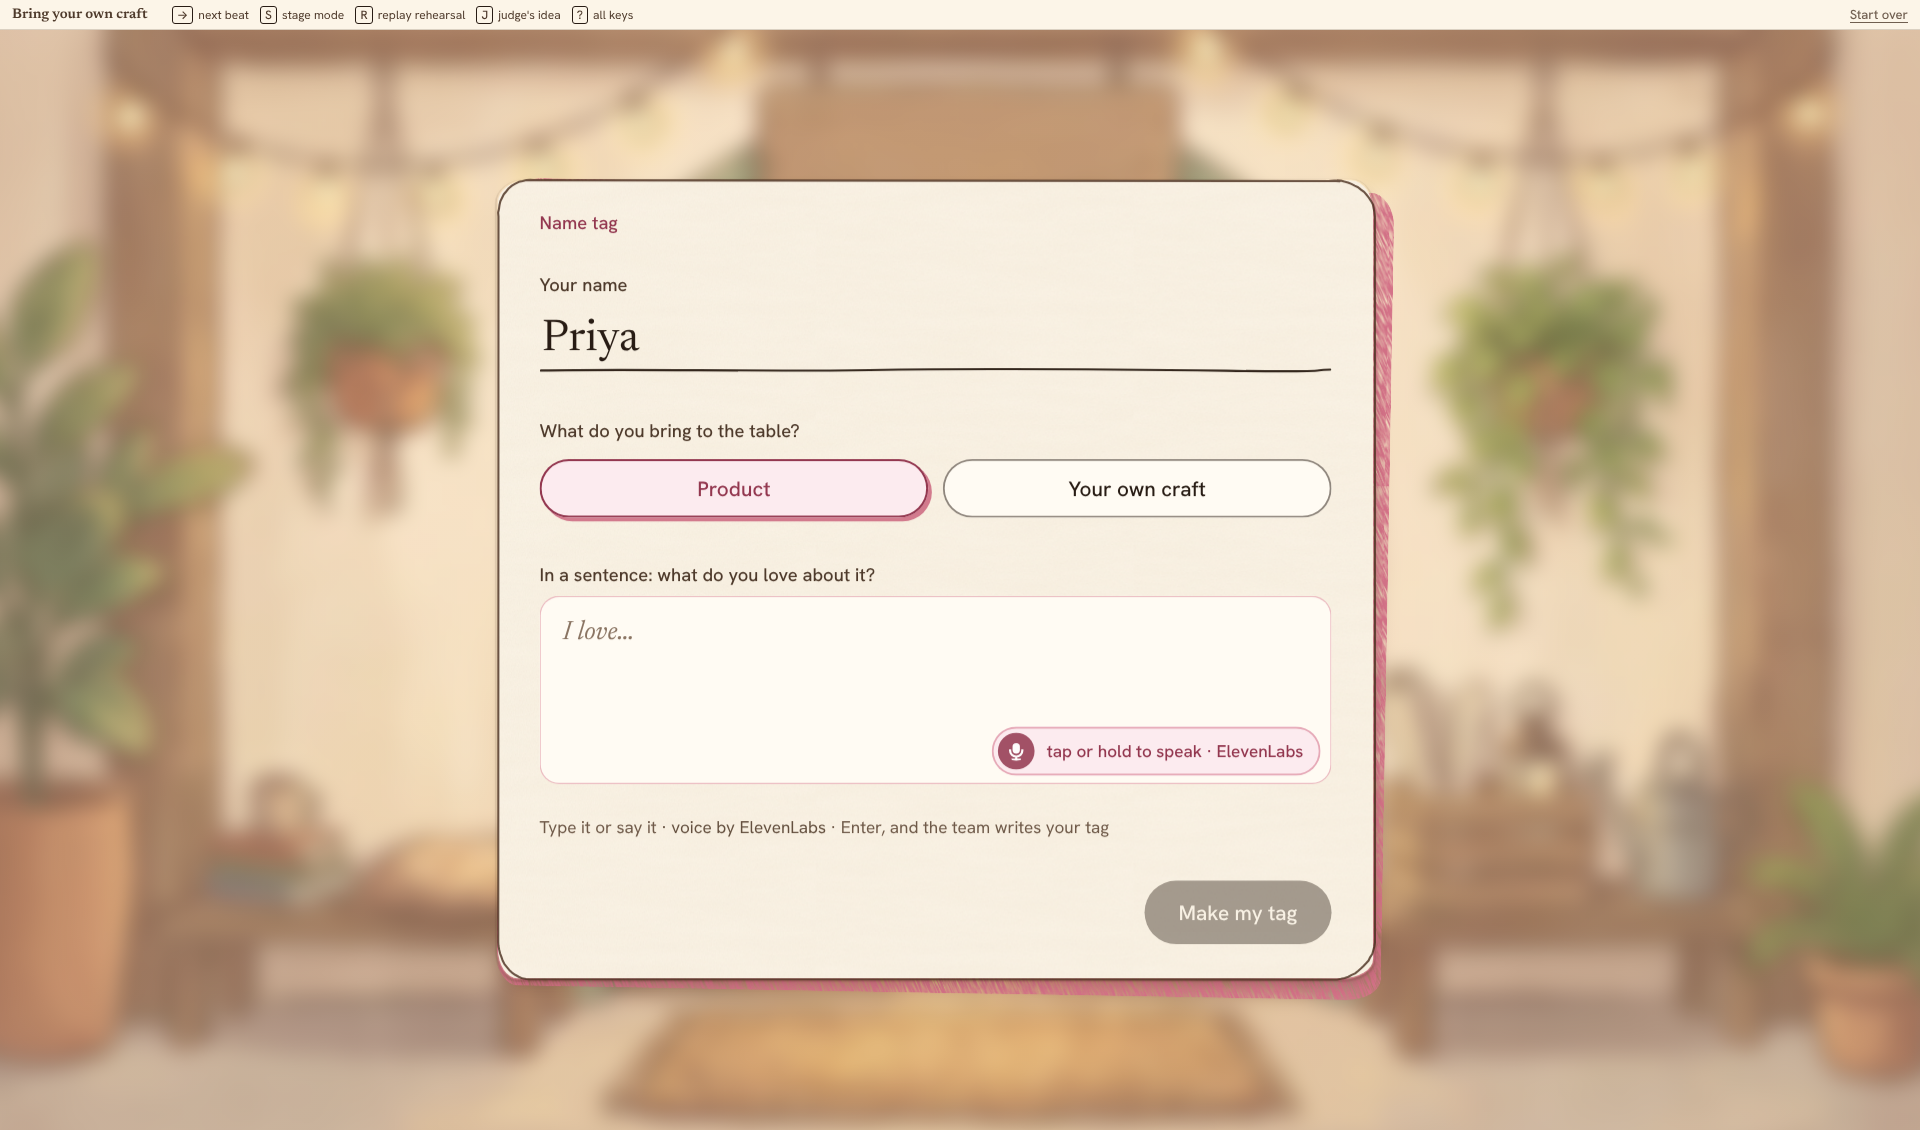 Bring your own craft → next beat S stage mode R replay rehearsal J judge's idea ? all keys Start over
Name tag
Your name
Priya
What do you bring to the table?
Product Your own craft
In a sentence: what do you love about it?
I love...
tap or hold to speak · ElevenLabs
Type it or say it · voice by ElevenLabs · Enter, and the team writes your tag
Make my tag